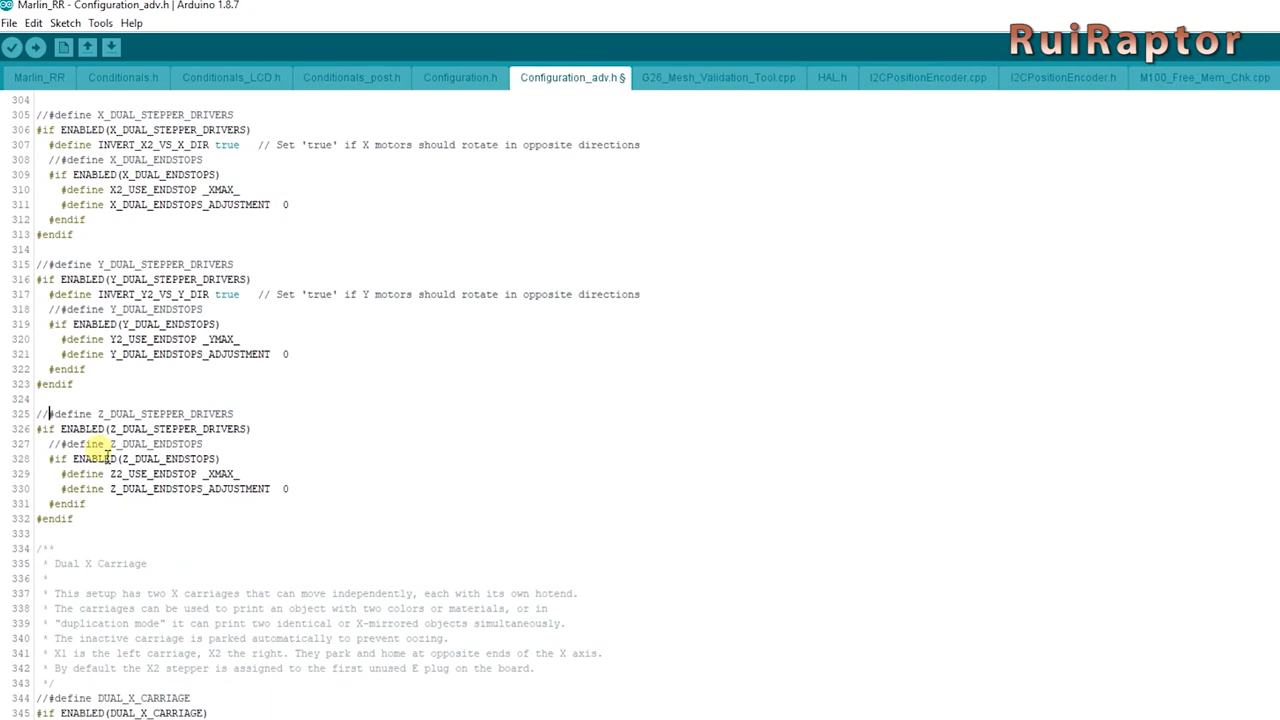 Marlin_RR - Configuration_adv.h | Arduino 1.8.7
File Edit Sketch Tools Help
RuiRaptor
Marlin_RR Conditionals.h Conditionals_LCD.h Conditionals_post.h Configuration.h Configuration_adv.h § G26_Mesh_Validation_Tool.cpp HAL.h I2CPositionEncoder.cpp I2CPositionEncoder.h M100_Free_Mem_Chk.cpp
304
305 //#define X_DUAL_STEPPER_DRIVERS
306 #if ENABLED(X_DUAL_STEPPER_DRIVERS)
307   #define INVERT_X2_VS_X_DIR true   // Set 'true' if X motors should rotate in opposite directions
308   //#define X_DUAL_ENDSTOPS
309   #if ENABLED(X_DUAL_ENDSTOPS)
310     #define X2_USE_ENDSTOP _XMAX_
311     #define X_DUAL_ENDSTOPS_ADJUSTMENT  0
312   #endif
313 #endif
314
315 //#define Y_DUAL_STEPPER_DRIVERS
316 #if ENABLED(Y_DUAL_STEPPER_DRIVERS)
317   #define INVERT_Y2_VS_Y_DIR true   // Set 'true' if Y motors should rotate in opposite directions
318   //#define Y_DUAL_ENDSTOPS
319   #if ENABLED(Y_DUAL_ENDSTOPS)
320     #define Y2_USE_ENDSTOP _YMAX_
321     #define Y_DUAL_ENDSTOPS_ADJUSTMENT  0
322   #endif
323 #endif
324
325 //#define Z_DUAL_STEPPER_DRIVERS
326 #if ENABLED(Z_DUAL_STEPPER_DRIVERS)
327   //#define Z_DUAL_ENDSTOPS
328   #if ENABLED(Z_DUAL_ENDSTOPS)
329     #define Z2_USE_ENDSTOP _XMAX_
330     #define Z_DUAL_ENDSTOPS_ADJUSTMENT  0
331   #endif
332 #endif
333
334 /**
335  * Dual X Carriage
336  *
337  * This setup has two X carriages that can move independently, each with its own hotend.
338  * The carriages can be used to print an object with two colors or materials, or in
339  * "duplication mode" it can print two identical or X-mirrored objects simultaneously.
340  * The inactive carriage is parked automatically to prevent oozing.
341  * X1 is the left carriage, X2 the right. They park and home at opposite ends of the X axis.
342  * By default the X2 stepper is assigned to the first unused E plug on the board.
343  */
344 //#define DUAL_X_CARRIAGE
345 #if ENABLED(DUAL_X_CARRIAGE)